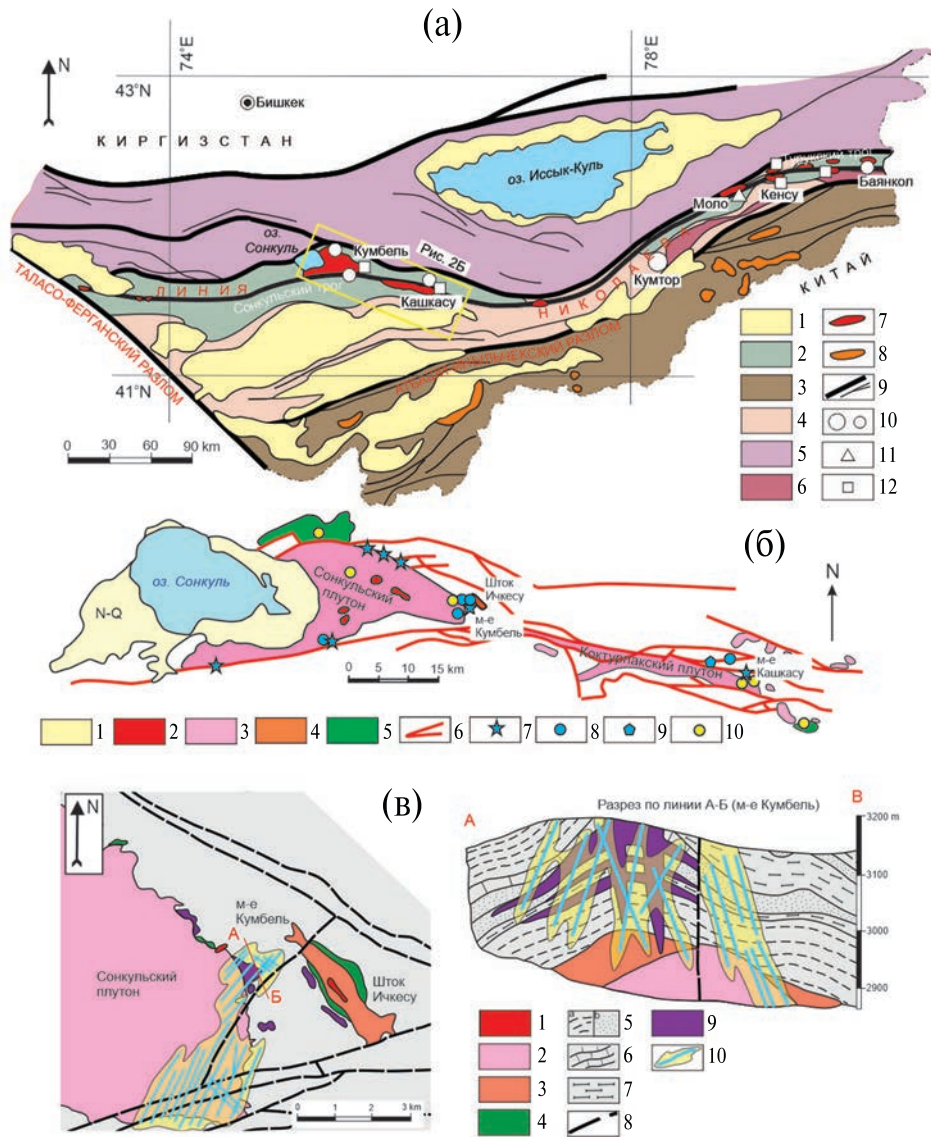 (а)
74°E
78°E
N
43°N
Бишкек
КИРГИЗСТАН
оз. Иссык-Куль
Моло
Кенсу
Баянкол
оз.
Сонкуль
Кумбель
Рис. 2Б
Кашкасу
Кумтор
ЛИНИЯ
НИКОЛАЕВА
Сонкульский трог
КИТАЙ
ТАЛАСО-ФЕРГАНСКИЙ РАЗЛОМ
РАЗЛОМ
41°N
0 30 60 90 km
1 7
2 8
3 9
4 10
5 11
6 12
(б)
N
оз. Сонкуль
N-Q
Сонкульский
плутон
Шток
Ичкесу
м-е
Кумбель
Коктурпакский плутон
м-е
Кашкасу
0 5 10 15 km
1 2 3 4 5 6 7 8 9 10
(в)
N
м-е
Кумбель
А
Б
Сонкульский
плутон
Шток
Ичкесу
0 1 2 3 km
Разрез по линии А-Б (м-е Кумбель)
А
В
3200 m
3100
3000
2900
1 а b 5 9
2 6 10
3 7
4 8